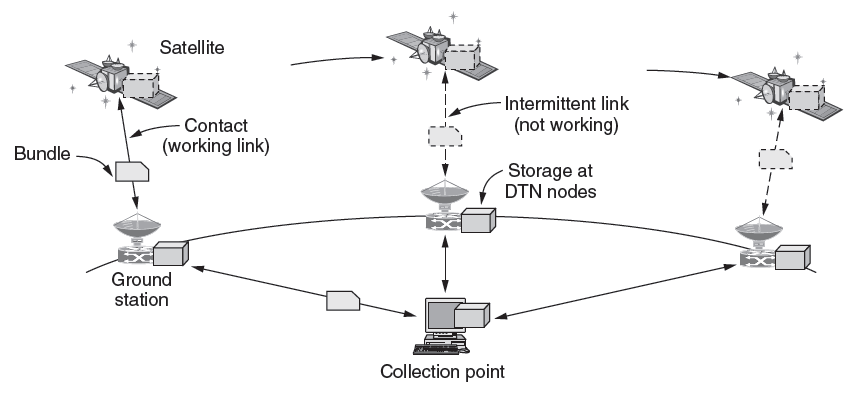 Satellite
Contact
(working link)
Bundle
Intermittent link
(not working)
Storage at
DTN nodes
Ground
station
Collection point